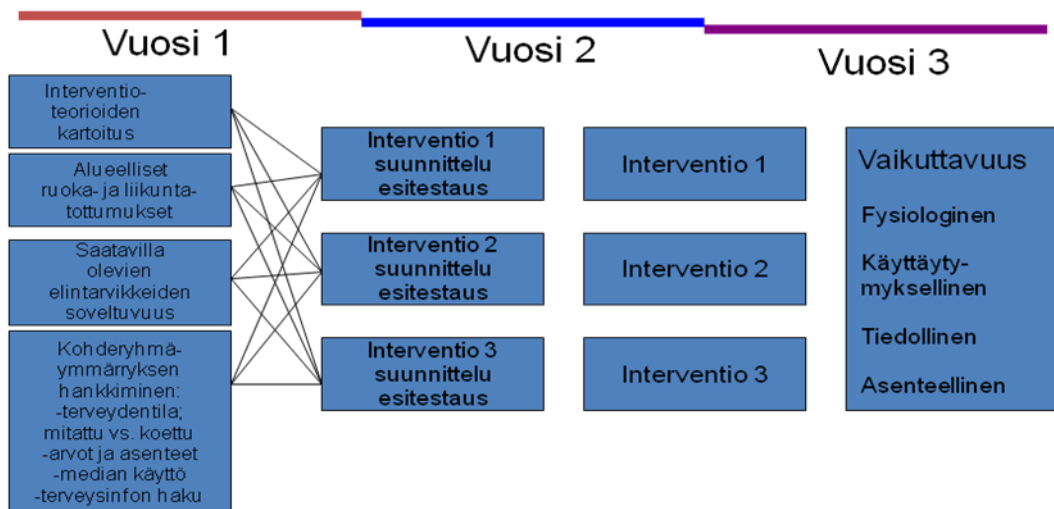 Vuosi 1
Vuosi 2
Vuosi 3
Interventio-
teorioiden
kartoitus
Alueelliset
ruoka- ja liikunta-
tottumukset
Saatavilla
olevien
elintarvikkeiden
soveltuvuus
Kohderyhmä-
ymmärryksen
hankkiminen:
-terveydentila;
mitattu vs. koettu
-arvot ja asenteet
-median käyttö
-terveysinfon haku
Interventio 1
suunnittelu
esitestaus
Interventio 2
suunnittelu
esitestaus
Interventio 3
suunnittelu
esitestaus
Interventio 1
Interventio 2
Interventio 3
Vaikuttavuus
Fysiologinen
Käyttäyty-
myksellinen
Tiedollinen
Asenteellinen